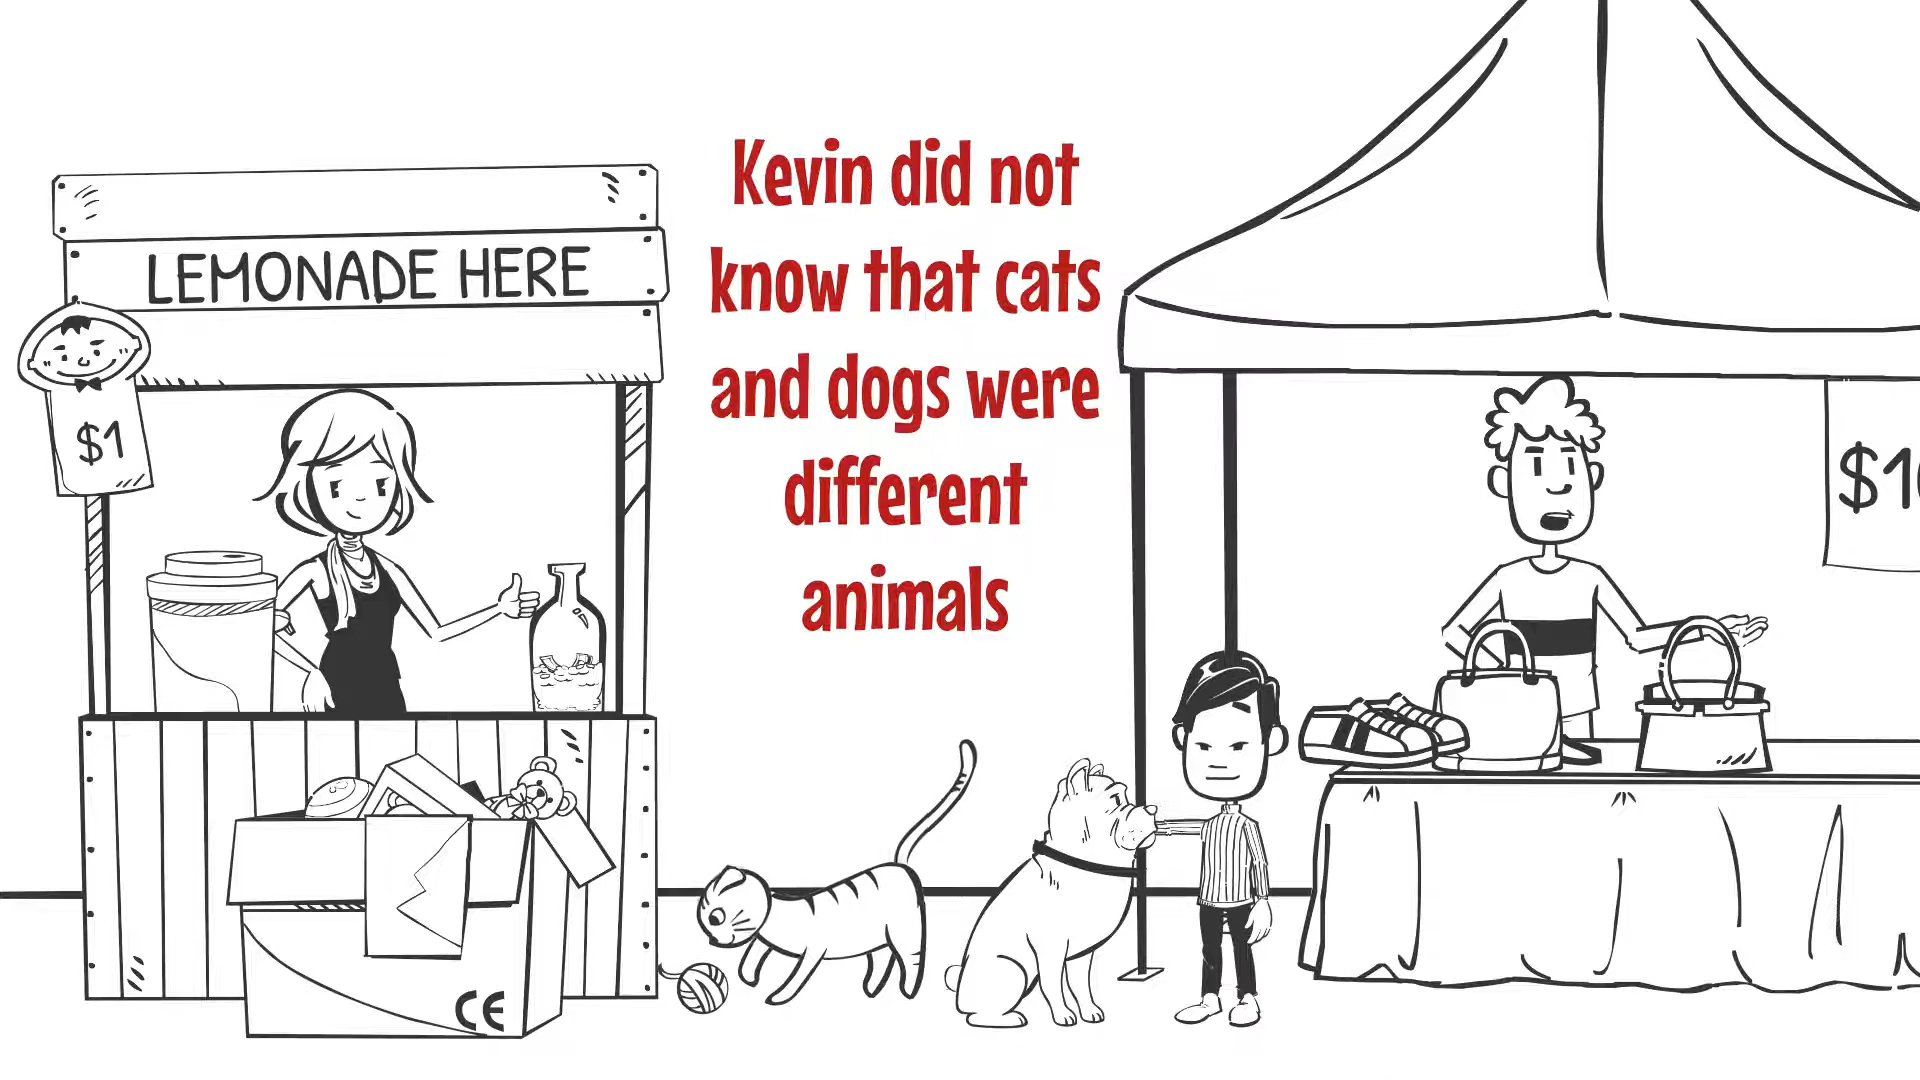 Kevin did not
know that cats
and dogs were
different
animals
LEMONADE HERE
$1
CE